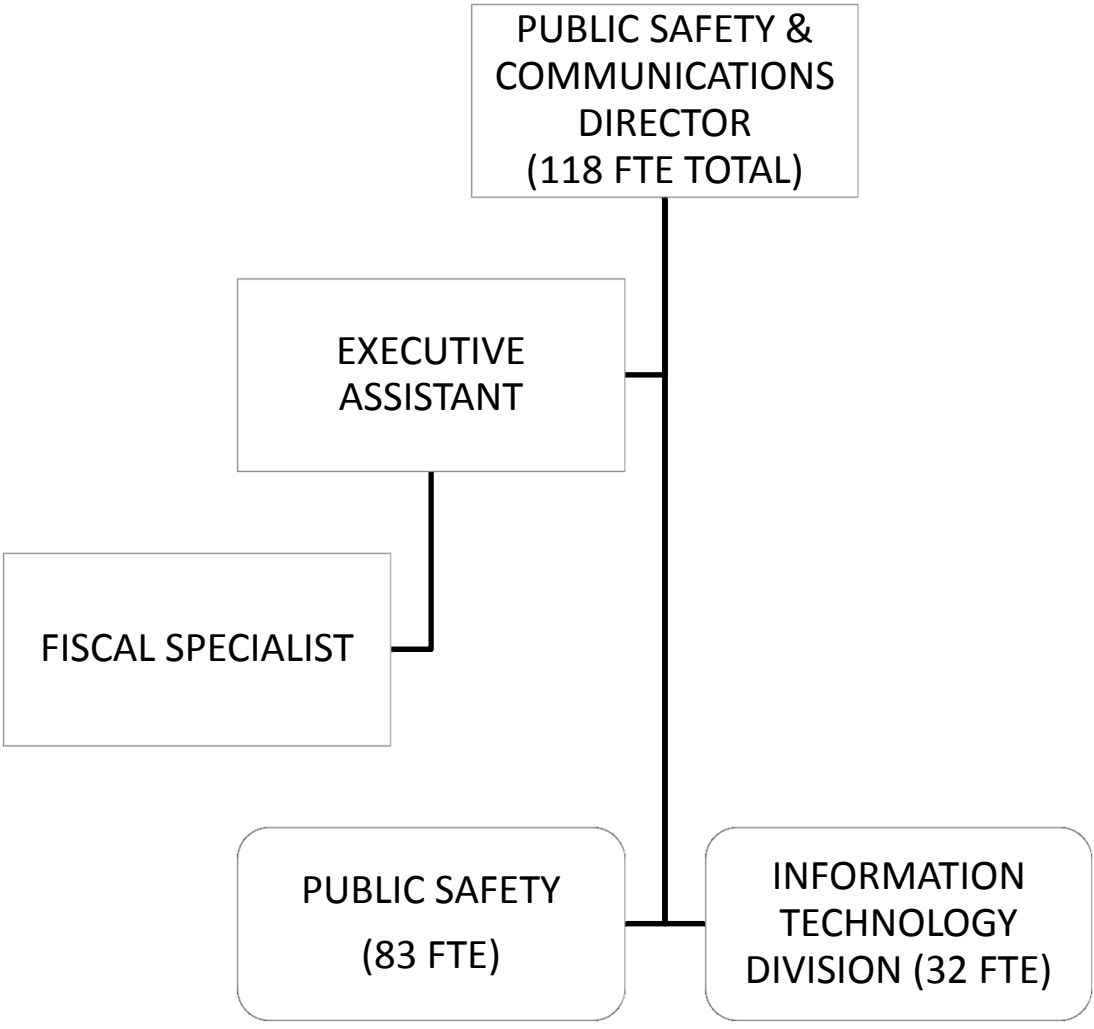 PUBLIC SAFETY &
COMMUNICATIONS
DIRECTOR
(118 FTE TOTAL)
EXECUTIVE
ASSISTANT
FISCAL SPECIALIST
PUBLIC SAFETY
(83 FTE)
INFORMATION
TECHNOLOGY
DIVISION (32 FTE)